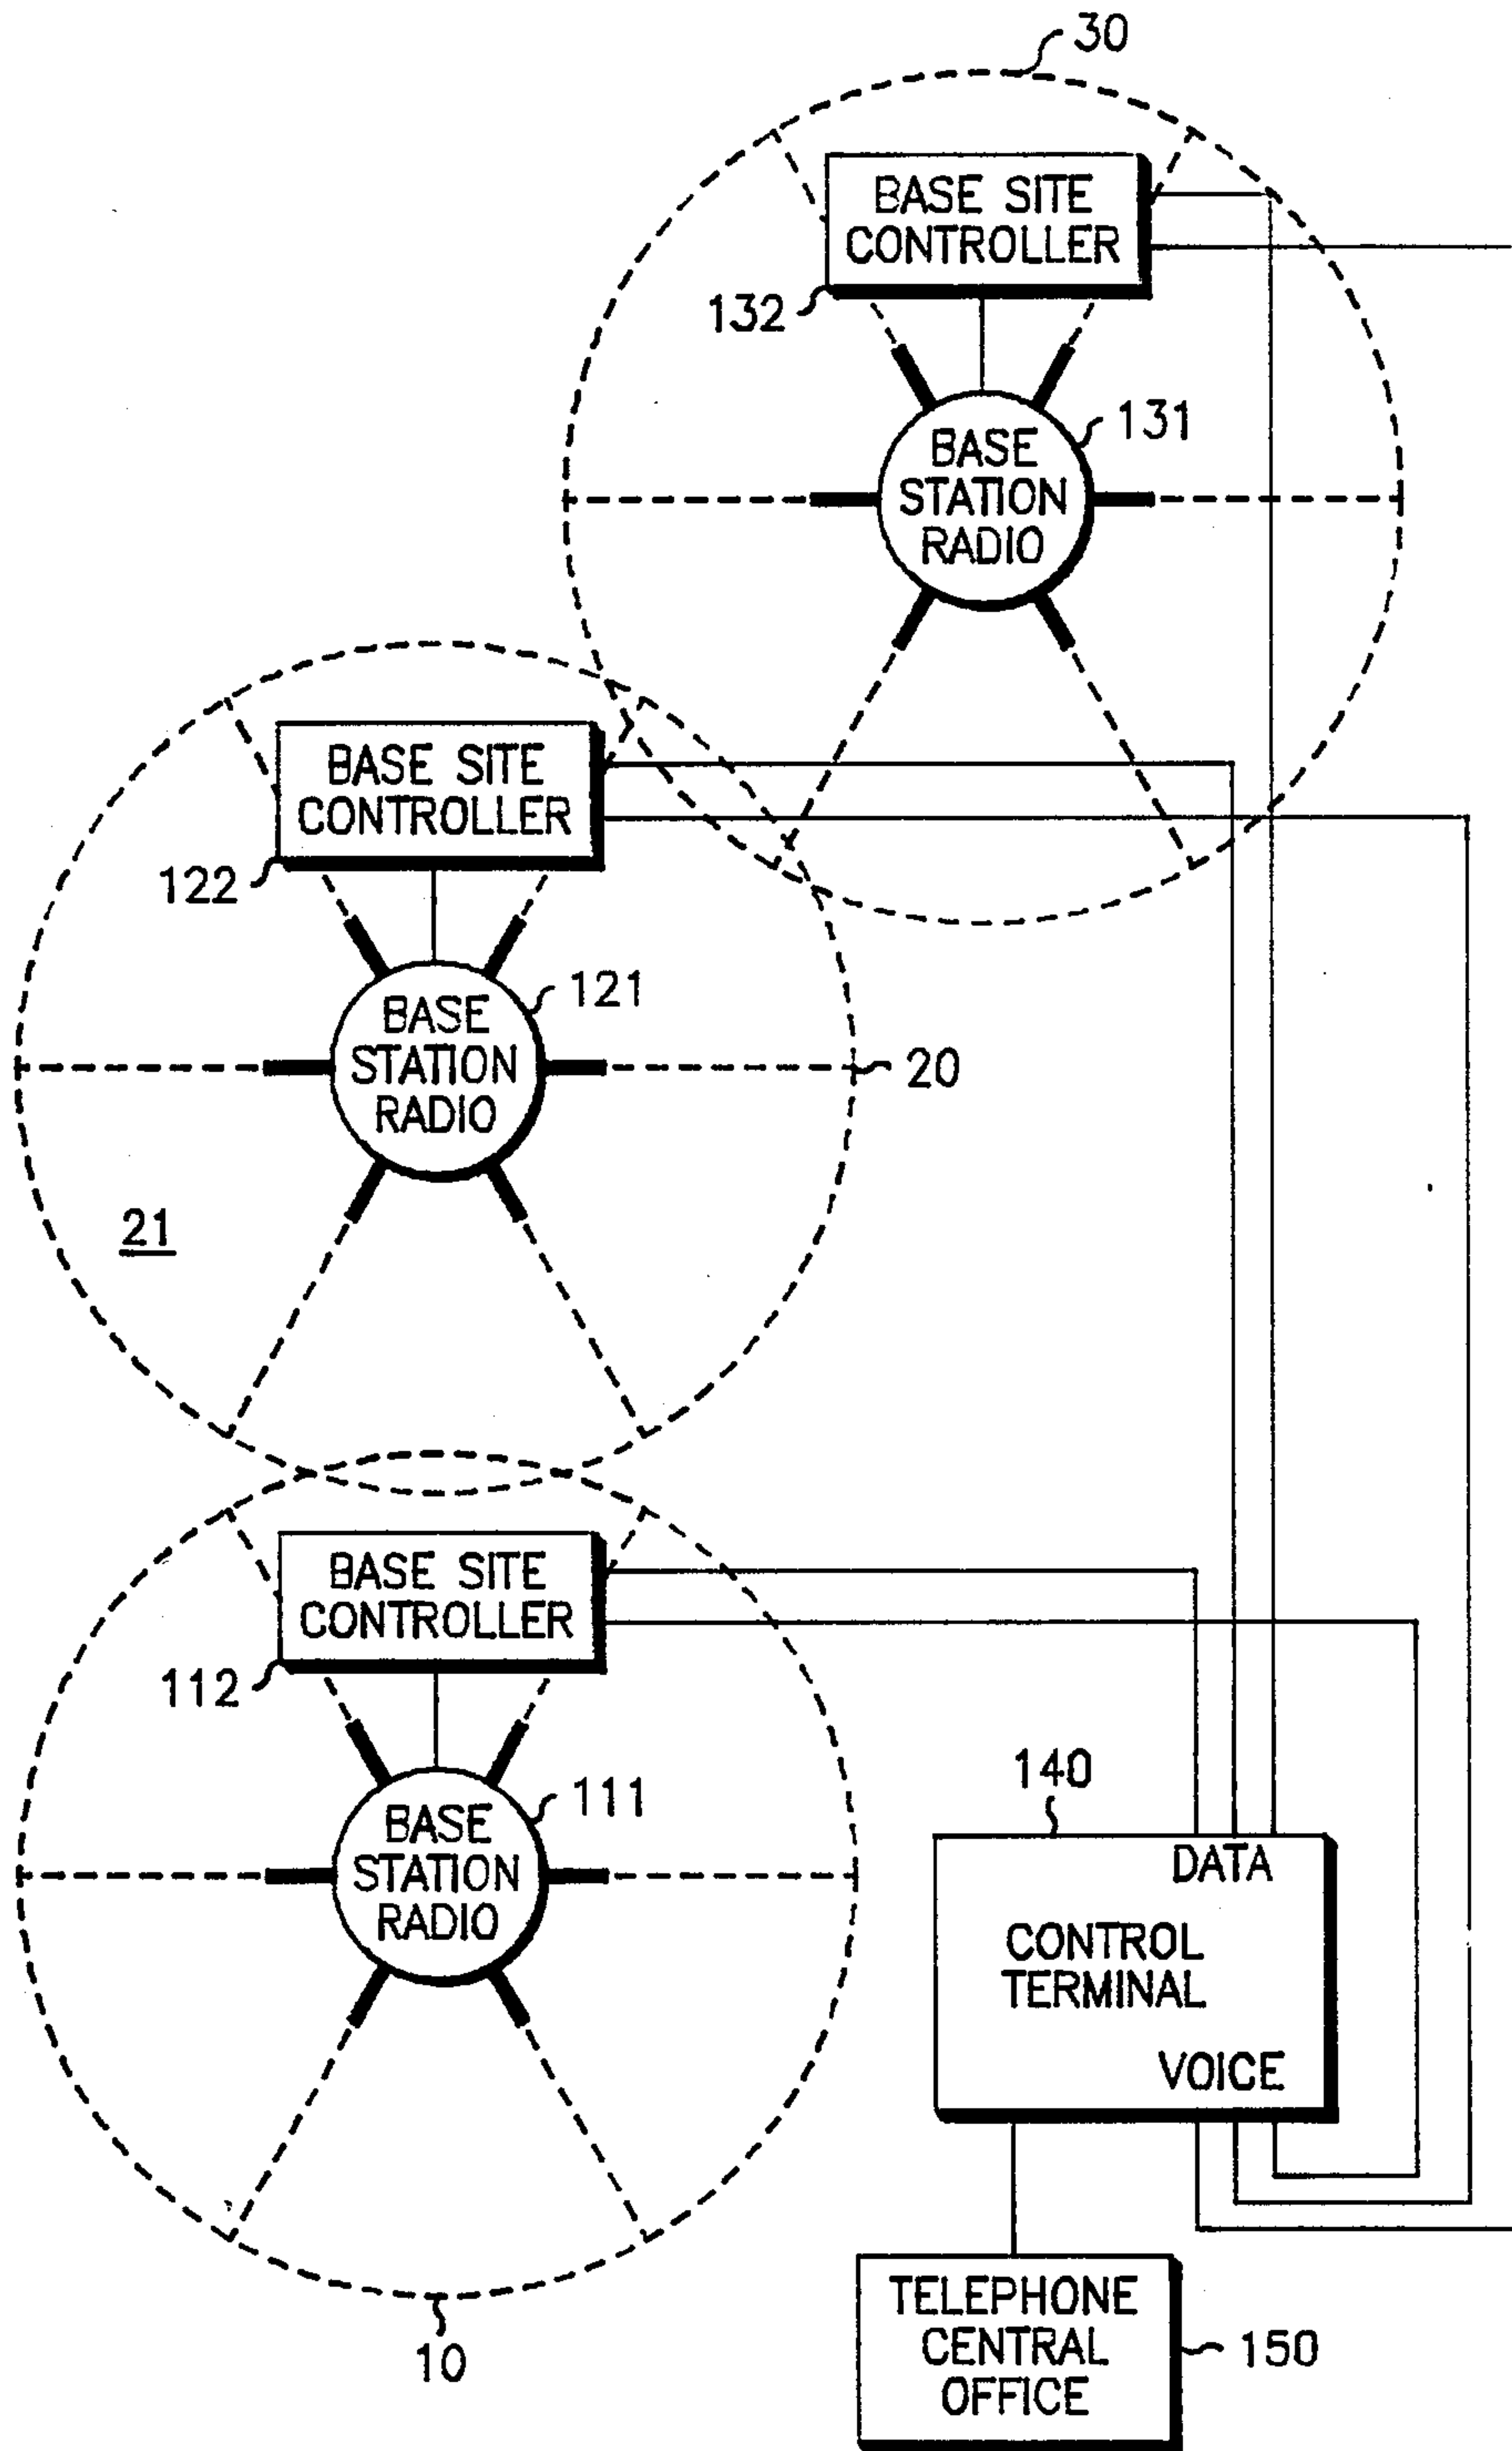 30
BASE SITE
CONTROLLER
132
131
BASE
STATION
RADIO
BASE SITE
CONTROLLER
122
121
BASE
STATION
RADIO
20
21
BASE SITE
CONTROLLER
112
111
BASE
STATION
RADIO
10
140
DATA
CONTROL
TERMINAL
VOICE
TELEPHONE
CENTRAL
OFFICE
150